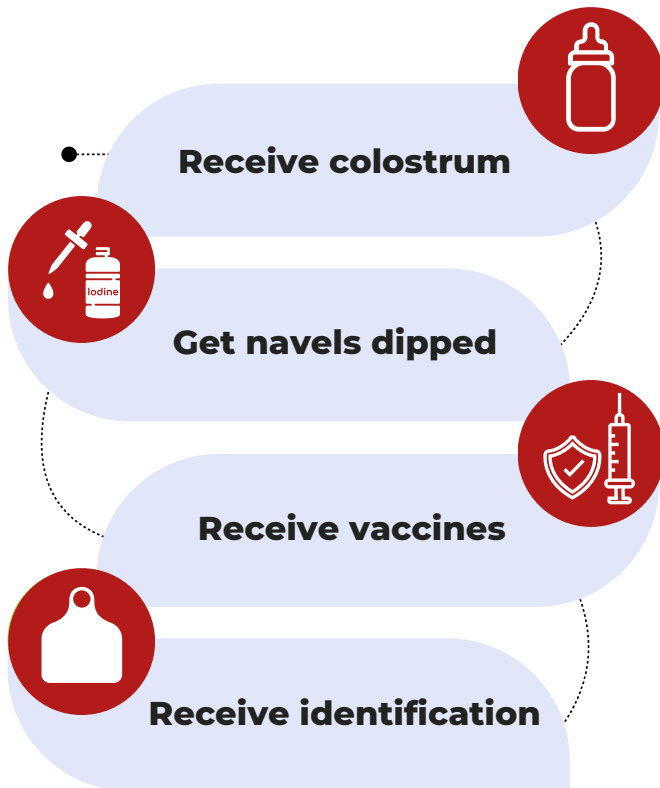 Receive colostrum
Iodine
Get navels dipped
Receive vaccines
Receive identification